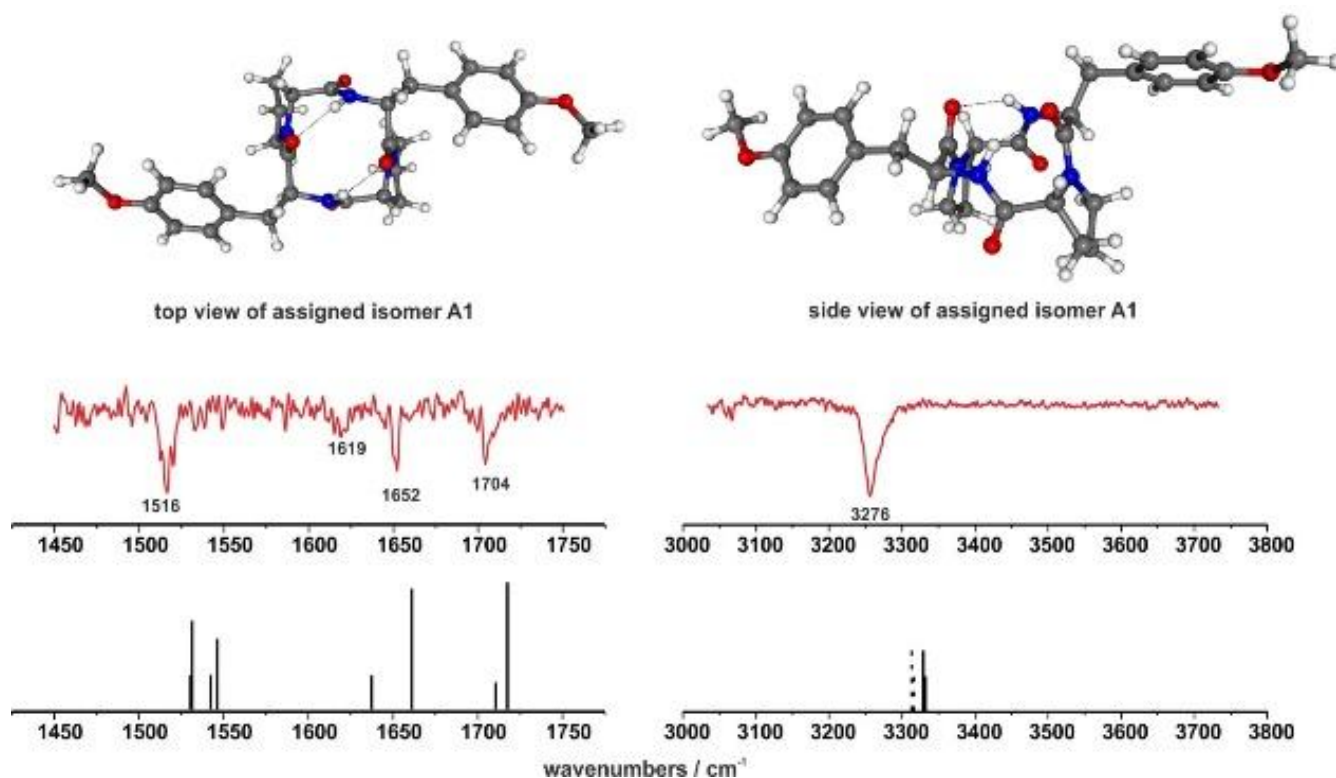 top view of assigned isomer A1
side view of assigned isomer A1
1516
1619
1652
1704
3276
1450 1500 1550 1600 1650 1700 1750
3000 3100 3200 3300 3400 3500 3600 3700 3800
1450 1500 1550 1600 1650 1700 1750
3000 3100 3200 3300 3400 3500 3600 3700 3800
wavenumbers / cm⁻¹